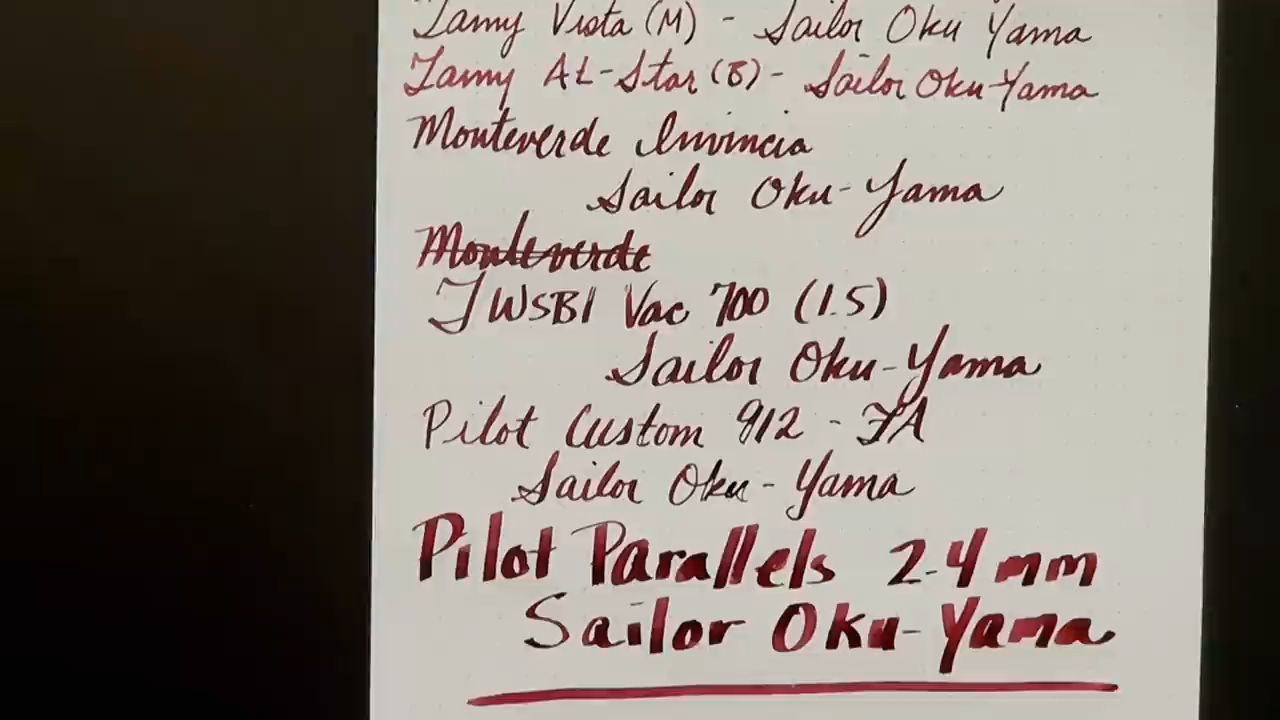 Lamy Vista (M) - Sailor Oku Yama
Lamy AL-Star (B) - Sailor Oku-Yama
Monteverde Invincia
Sailor Oku-Yama
Monteverde
TWSBI Vac 700 (1.5)
Sailor Oku-Yama
Pilot Custom 912 - FA
Sailor Oku-Yama
Pilot Parallels 2.4mm
Sailor Oku-Yama